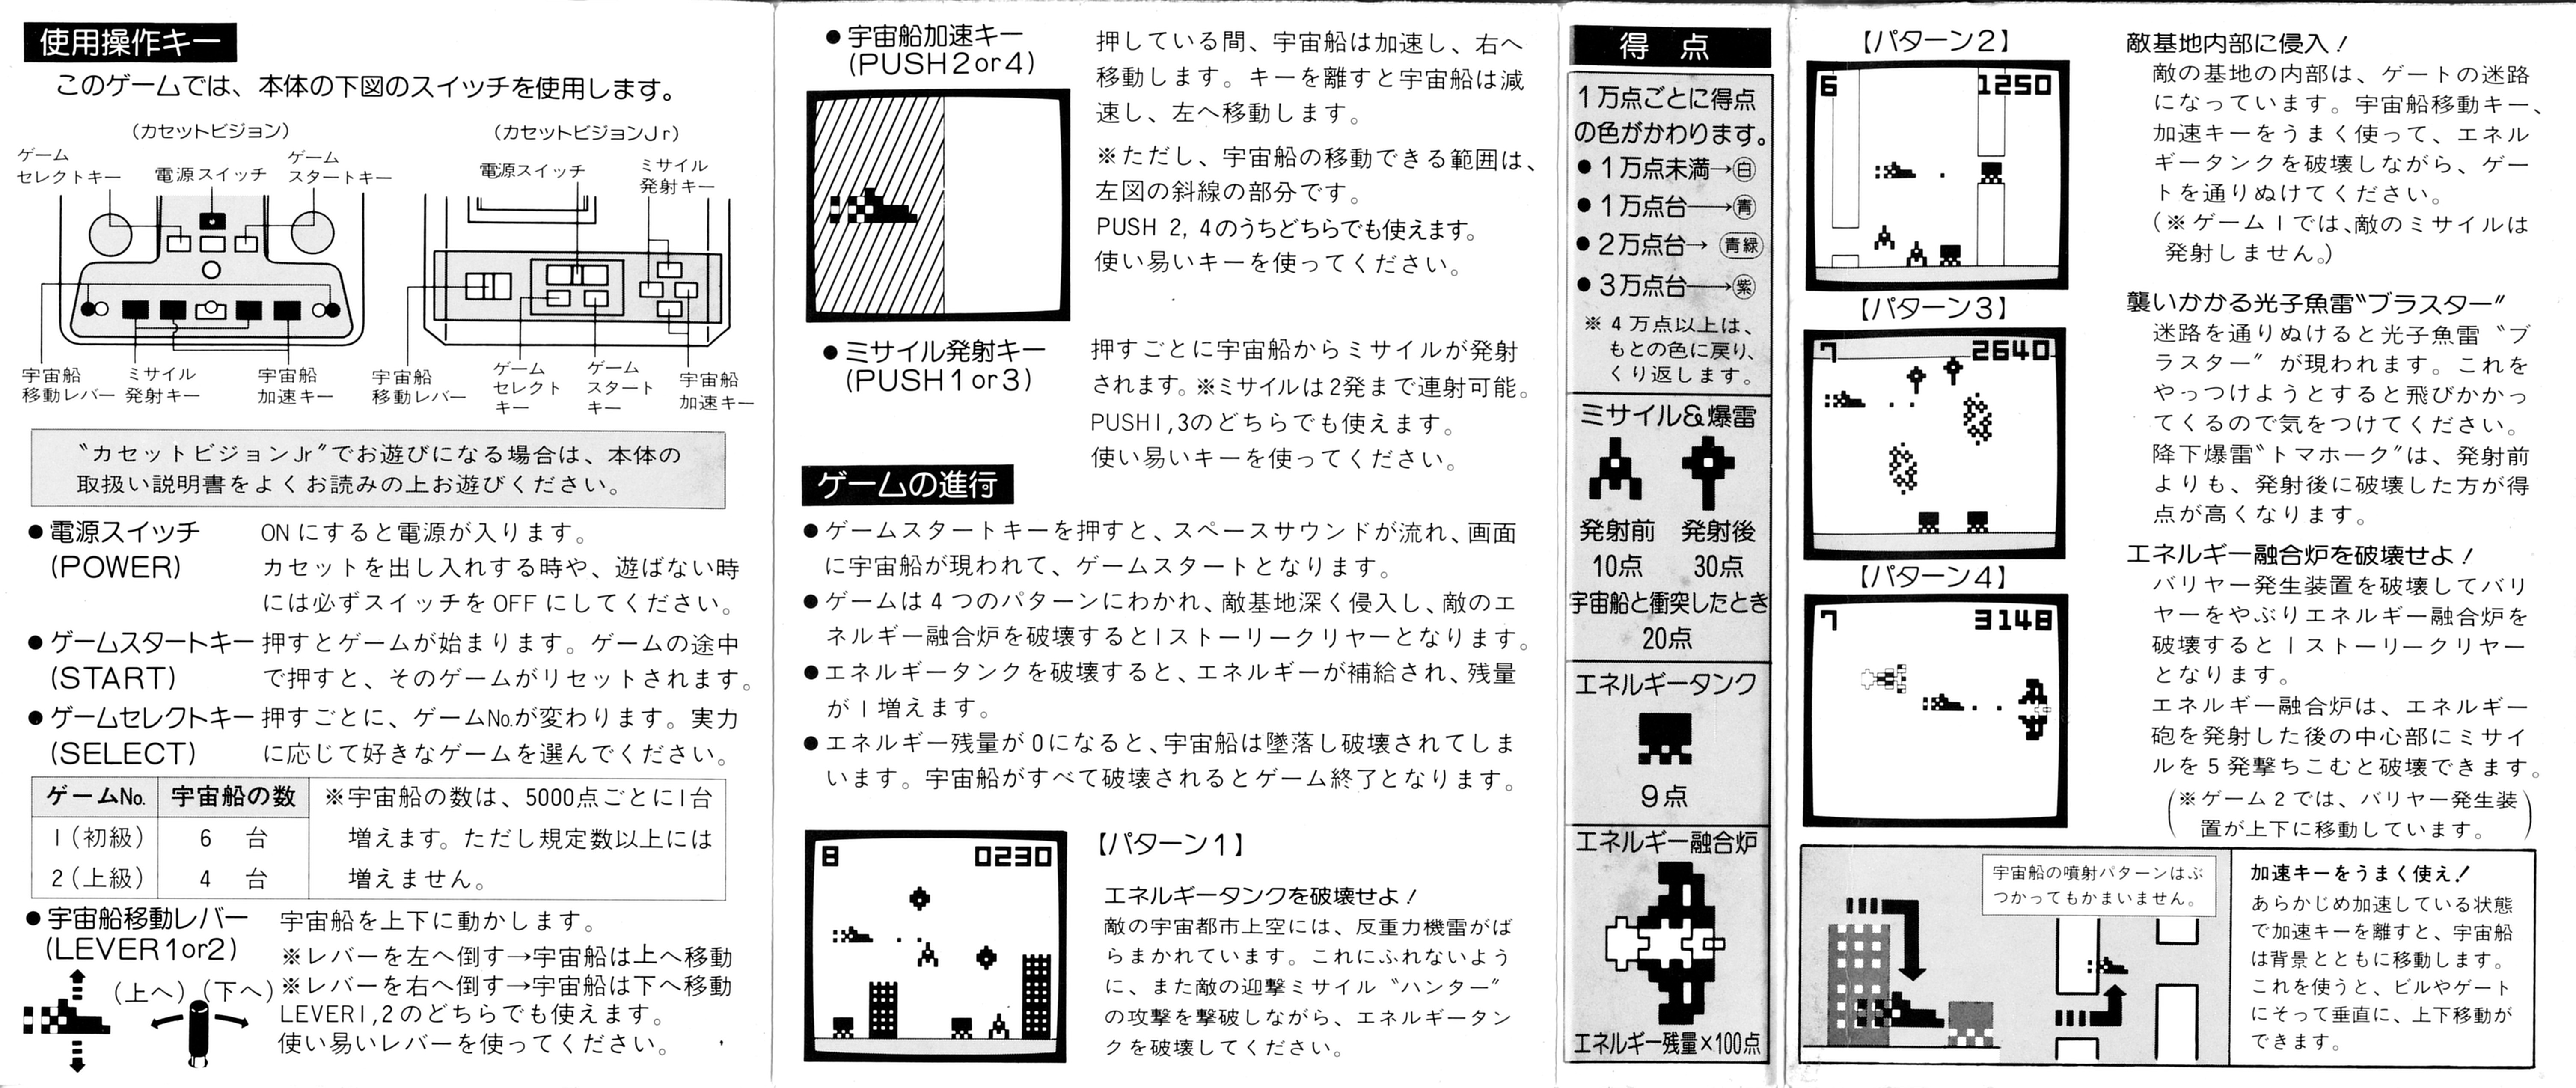 使用操作キー
このゲームでは、本体の下図のスイッチを使用します。
(カセットビジョン)
ゲーム
セレクトキー
電源スイッチ
ゲーム
スタートキー
宇宙船
移動レバー
ミサイル
発射キー
宇宙船
加速キー
(カセットビジョンJr)
電源スイッチ
ミサイル
発射キー
宇宙船
移動レバー
ゲーム
セレクト
キー
ゲーム
スタート
キー
宇宙船
加速キー
〝カセットビジョンJr〞でお遊びになる場合は、本体の
取扱い説明書をよくお読みの上お遊びください。
●電源スイッチ
(POWER)
ONにすると電源が入ります。
カセットを出し入れする時や、遊ばない時
には必ずスイッチをOFFにしてください。
●ゲームスタートキー
(START)
押すとゲームが始まります。ゲームの途中
で押すと、そのゲームがリセットされます。
●ゲームセレクトキー
(SELECT)
押すごとに、ゲームNo.が変わります。実力
に応じて好きなゲームを選んでください。
ゲームNo. 宇宙船の数
1(初級) 6 台
2(上級) 4 台
※宇宙船の数は、5000点ごとに1台
増えます。ただし規定数以上には
増えません。
●宇宙船移動レバー
(LEVER1or2)
(上へ)(下へ)
宇宙船を上下に動かします。
※レバーを左へ倒す→宇宙船は上へ移動
※レバーを右へ倒す→宇宙船は下へ移動
LEVER1,2のどちらでも使えます。
使い易いレバーを使ってください。
●宇宙船加速キー
(PUSH2or4)
押している間、宇宙船は加速し、右へ
移動します。キーを離すと宇宙船は減
速し、左へ移動します。
※ただし、宇宙船の移動できる範囲は、
左図の斜線の部分です。
PUSH 2, 4のうちどちらでも使えます。
使い易いキーを使ってください。
●ミサイル発射キー
(PUSH1or3)
押すごとに宇宙船からミサイルが発射
されます。※ミサイルは2発まで連射可能。
PUSH1,3のどちらでも使えます。
使い易いキーを使ってください。
ゲームの進行
●ゲームスタートキーを押すと、スペースサウンドが流れ、画面
に宇宙船が現われて、ゲームスタートとなります。
●ゲームは4つのパターンにわかれ、敵基地深く侵入し、敵のエ
ネルギー融合炉を破壊すると1ストーリークリヤーとなります。
●エネルギータンクを破壊すると、エネルギーが補給され、残量
が1増えます。
●エネルギー残量が0になると、宇宙船は墜落し破壊されてしま
います。宇宙船がすべて破壊されるとゲーム終了となります。
8 0230
【パターン1】
エネルギータンクを破壊せよ!
敵の宇宙都市上空には、反重力機雷がば
らまかれています。これにふれないよう
に、また敵の迎撃ミサイル〝ハンター〞
の攻撃を撃破しながら、エネルギータン
クを破壊してください。
得 点
1万点ごとに得点
の色がかわります。
●1万点未満→白
●1万点台→青
●2万点台→青緑
●3万点台→紫
※4万点以上は、
もとの色に戻り、
くり返します。
ミサイル&爆雷
発射前 発射後
10点 30点
宇宙船と衝突したとき
20点
エネルギータンク
9点
エネルギー融合炉
エネルギー残量×100点
【パターン2】
6 1250
【パターン3】
7 2640
【パターン4】
7 3148
敵基地内部に侵入!
敵の基地の内部は、ゲートの迷路
になっています。宇宙船移動キー、
加速キーをうまく使って、エネル
ギータンクを破壊しながら、ゲー
トを通りぬけてください。
(※ゲーム1では、敵のミサイルは
発射しません。)
襲いかかる光子魚雷〝ブラスター〞
迷路を通りぬけると光子魚雷〝ブ
ラスター〞が現われます。これを
やっつけようとすると飛びかかっ
てくるので気をつけてください。
降下爆雷〝トマホーク〞は、発射前
よりも、発射後に破壊した方が得
点が高くなります。
エネルギー融合炉を破壊せよ!
バリヤー発生装置を破壊してバリ
ヤーをやぶりエネルギー融合炉を
破壊すると1ストーリークリヤー
となります。
エネルギー融合炉は、エネルギー
砲を発射した後の中心部にミサイ
ルを5発撃ちこむと破壊できます。
(※ゲーム2では、バリヤー発生装
置が上下に移動しています。)
宇宙船の噴射パターンはぶ
つかってもかまいません。
加速キーをうまく使え!
あらかじめ加速している状態
で加速キーを離すと、宇宙船
は背景とともに移動します。
これを使うと、ビルやゲート
にそって垂直に、上下移動が
できます。